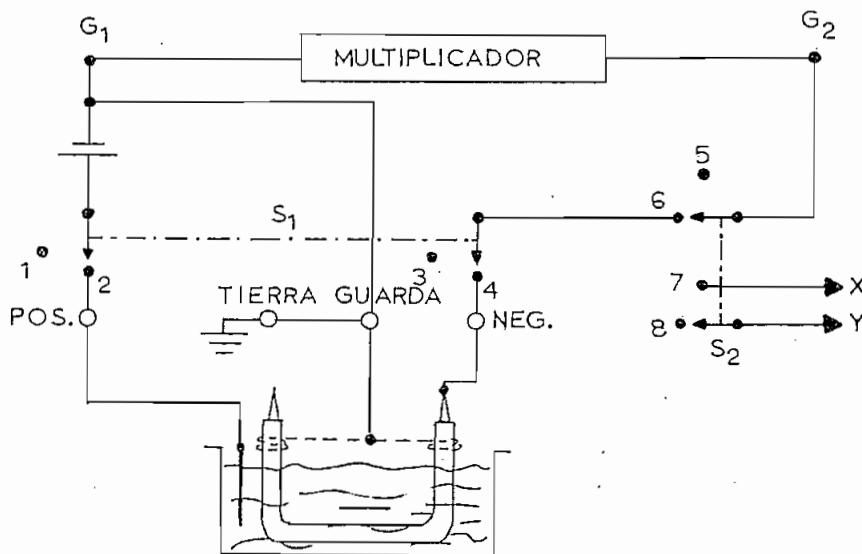 G1
G2
MULTIPLICADOR
5
6
S1
1
2
3
4
7
X
TIERRA GUARDA
POS.
NEG.
8
Y
S2